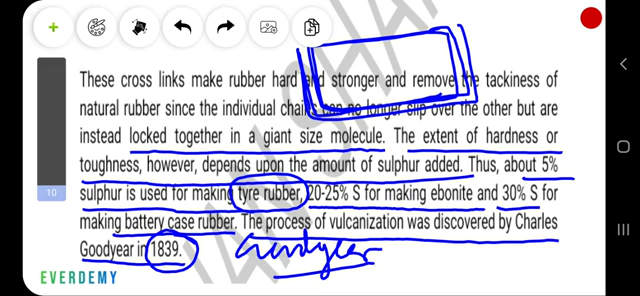 These cross links make rubber hard and stronger and remove the tackiness of
natural rubber since the individual chains can no longer slip over the other but are
instead locked together in a giant size molecule. The extent of hardness or
toughness, however, depends upon the amount of sulphur added. Thus, about 5%
sulphur is used for making tyre rubber, 20-25% S for making ebonite and 30% S for
making battery case rubber. The process of vulcanization was discovered by Charles
Goodyear in 1839.
Goodyear
10
EVERDEMY